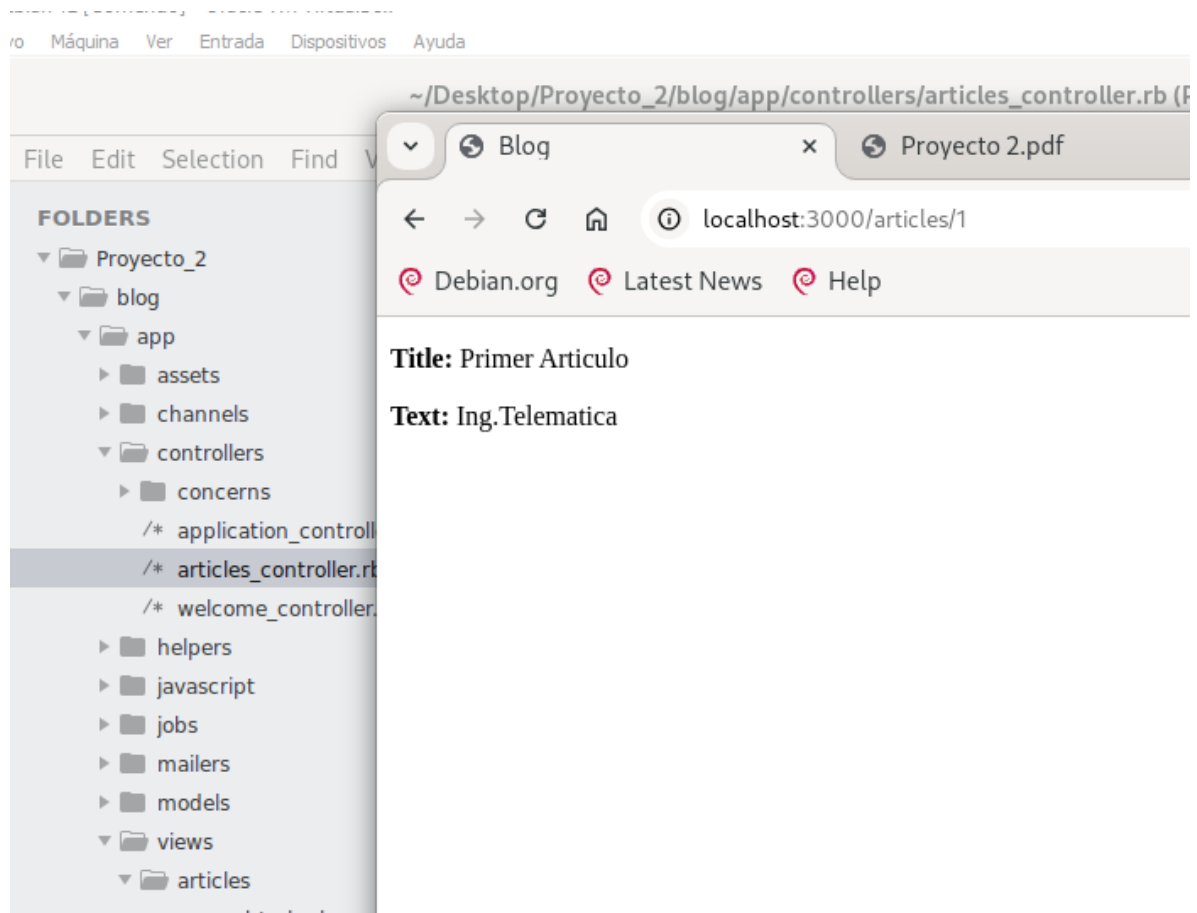 Máquina Ver Entrada Dispositivos Ayuda
~/Desktop/Proyecto_2/blog/app/controllers/articles_controller.rb
File Edit Selection Find
Blog
Proyecto 2.pdf
localhost:3000/articles/1
Debian.org Latest News Help
FOLDERS
Proyecto_2
blog
app
assets
channels
controllers
concerns
/* application_controll
/* articles_controller.rb
/* welcome_controller.
helpers
javascript
jobs
mailers
models
views
articles
Title: Primer Articulo
Text: Ing.Telematica